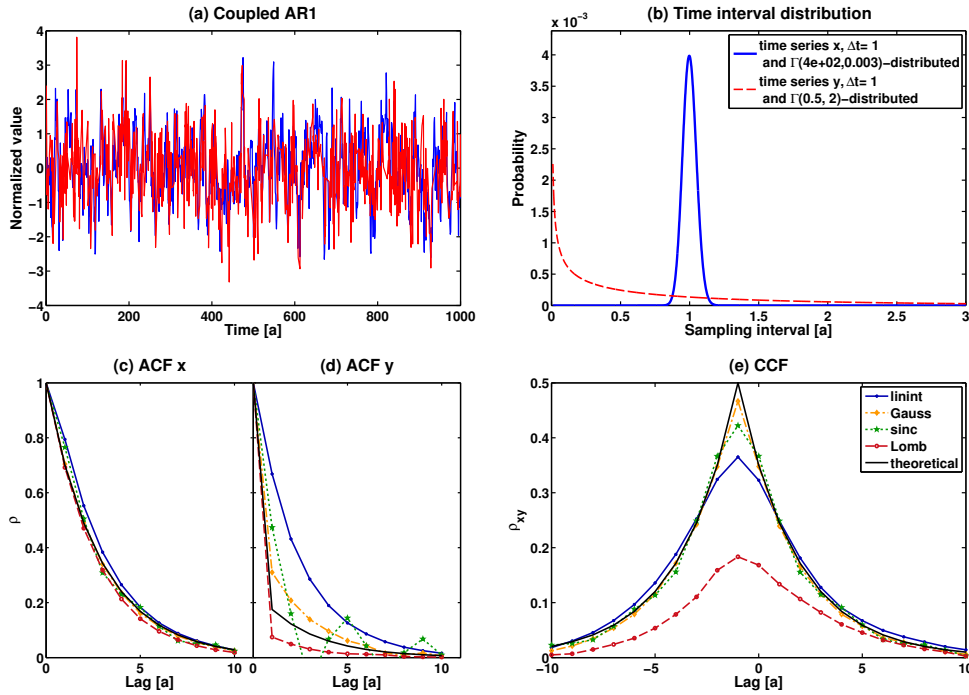 (a) Coupled AR1
Normalized value
4
3
2
1
0
−1
−2
−3
−4
0
200
400
600
800
1000
Time [a]
(b) Time interval distribution
x 10⁻³
Probability
4
3.5
3
2.5
2
1.5
1
0.5
0
0
0.5
1
1.5
2
2.5
3
Sampling interval [a]
time series x, Δt= 1
and Γ(4e+02,0.003)−distributed
time series y, Δt= 1
and Γ(0.5, 2)−distributed
(c) ACF x
ρ
1
0.8
0.6
0.4
0.2
0
0
5
10
Lag [a]
(d) ACF y
0
5
10
Lag [a]
(e) CCF
ρxy
0.5
0.4
0.3
0.2
0.1
0
−10
−5
0
5
10
Lag [a]
linint
Gauss
sinc
Lomb
theoretical